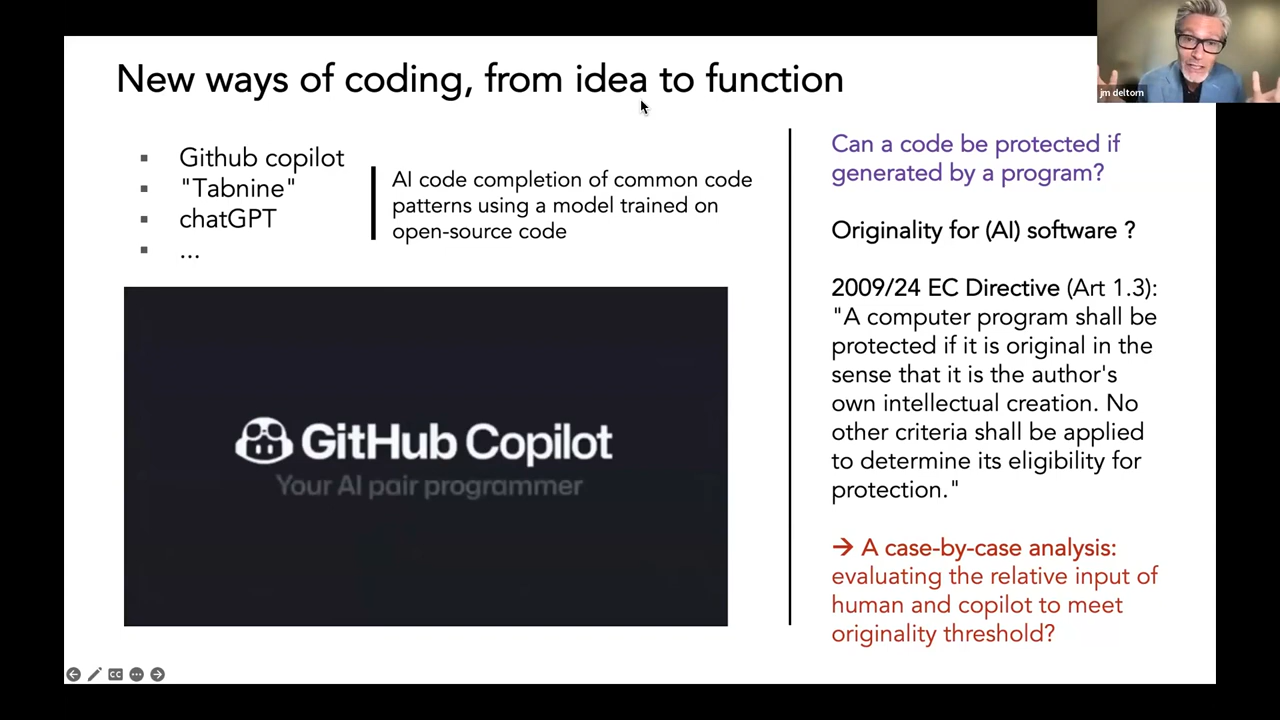 New ways of coding, from idea to function
jm deltorn
▪ Github copilot
▪ "Tabnine"
▪ chatGPT
▪ ...
AI code completion of common code
patterns using a model trained on
open-source code
GitHub Copilot
Your AI pair programmer
Can a code be protected if
generated by a program?
Originality for (AI) software ?
2009/24 EC Directive (Art 1.3):
"A computer program shall be
protected if it is original in the
sense that it is the author's
own intellectual creation. No
other criteria shall be applied
to determine its eligibility for
protection."
→ A case-by-case analysis:
evaluating the relative input of
human and copilot to meet
originality threshold?
CC